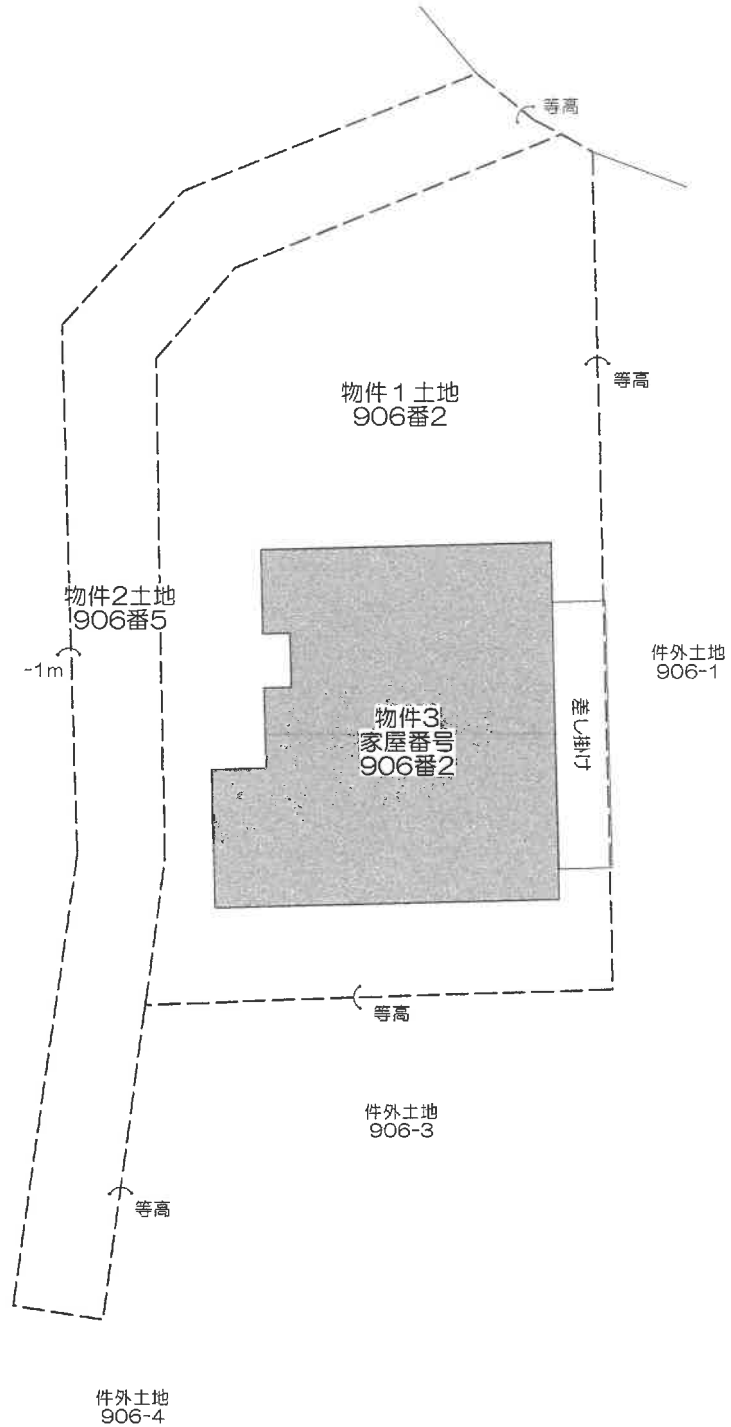 等高
等高
物件1土地
906番2
物件2土地
906番5
-1m
件外土地
906-1
物件3
家屋番号
906番2
差し掛け
等高
件外土地
906-3
等高
件外土地
906-4